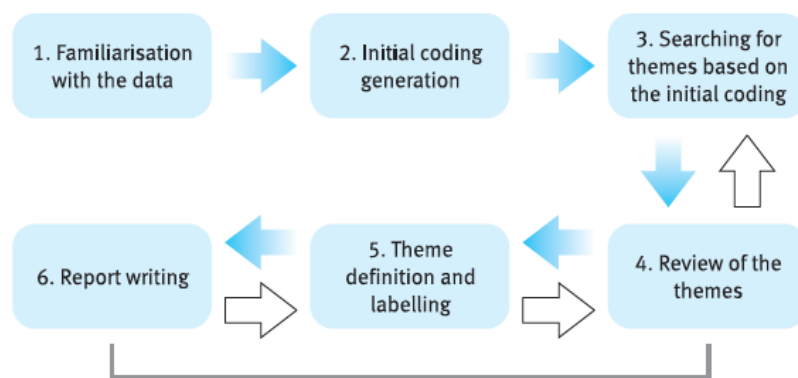 1. Familiarisation
with the data
2. Initial coding
generation
3. Searching for
themes based on
the initial coding
6. Report writing
5. Theme
definition and
labelling
4. Review of the
themes